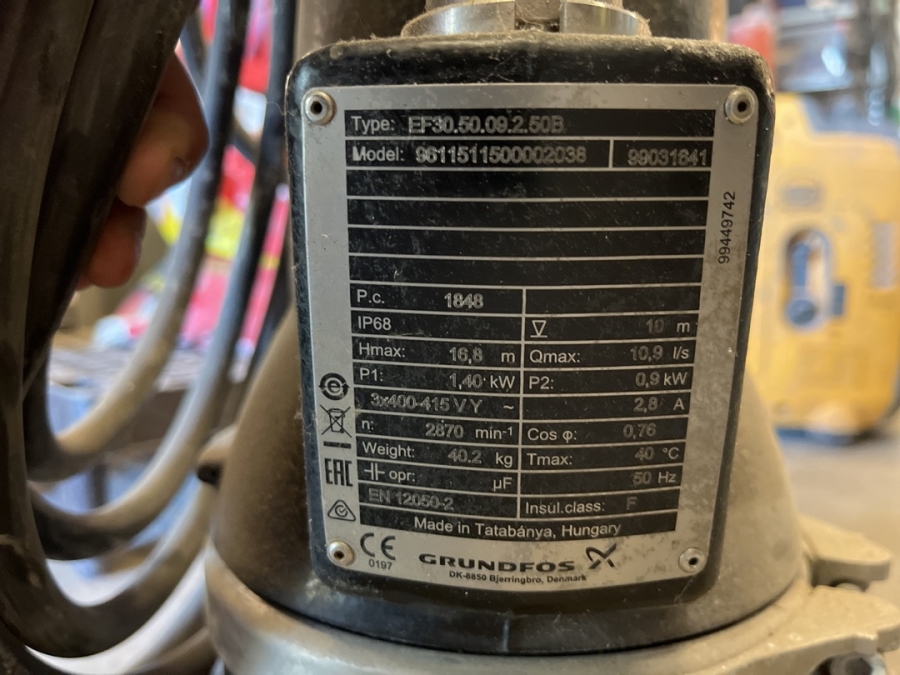 Type: EF30.50.09.2.50B
Model: 9611511500002038 99031641
99449742
P.c. 1848
IP68 10 m
Hmax: 16,8 m Qmax: 10,9 l/s
P1: 1,40 kW P2: 0,9 kW
3x400-415 V Y ~ 2,8 A
n: 2870 min-1 Cos φ: 0,76
Weight: 40.2 kg Tmax: 40 °C
opr: µF 50 Hz
EN 12050-2 Insul.class: F
Made in Tatabánya, Hungary
EAC
CE 0197
GRUNDFOS
DK-8850 Bjerringbro, Denmark